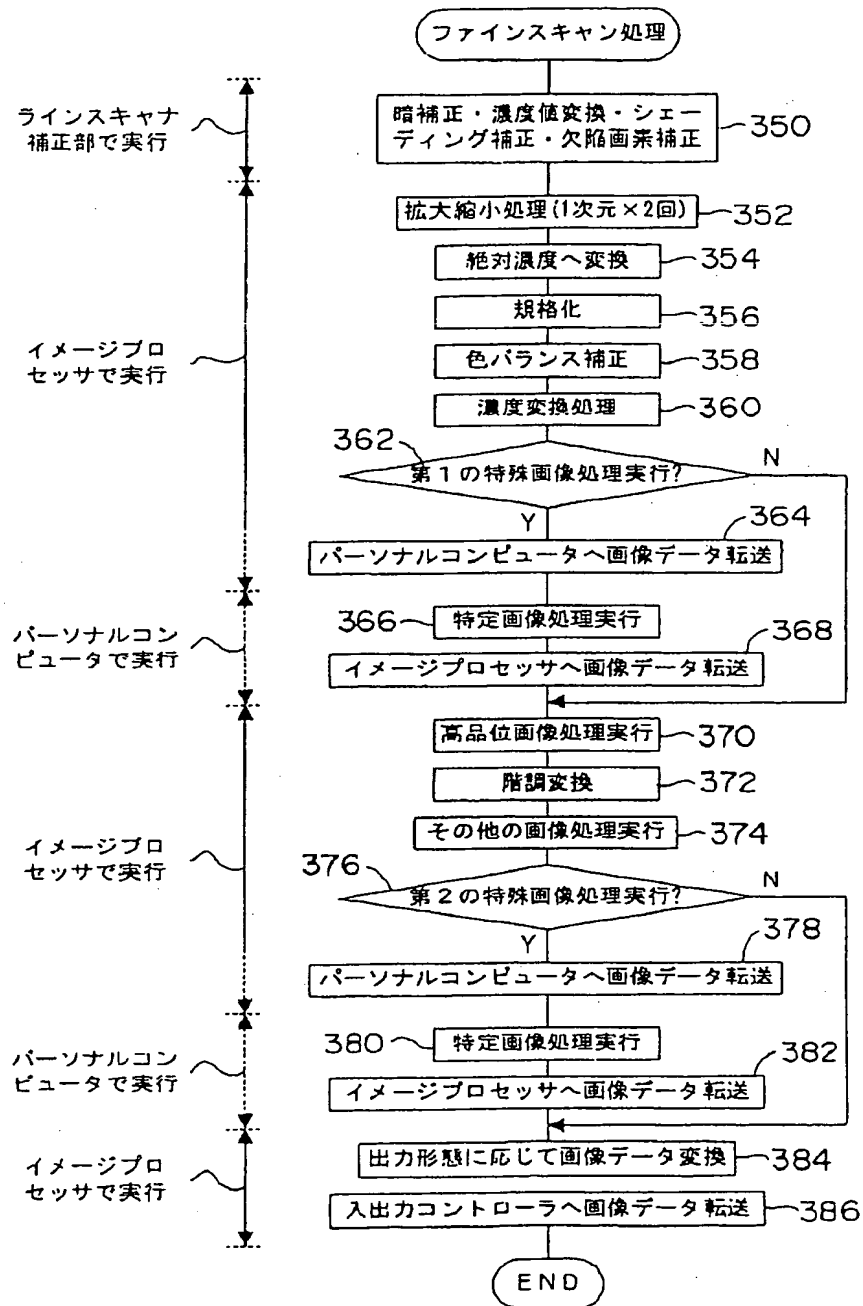 ファインスキャン処理
ラインスキャナ
補正部で実行
暗補正・濃度値変換・シェー
ディング補正・欠陥画素補正
350
拡大縮小処理(1次元×2回)
352
絶対濃度へ変換
354
規格化
356
イメージプロ
セッサで実行
色バランス補正
358
濃度変換処理
360
362
第1の特殊画像処理実行?
N
Y
364
パーソナルコンピュータへ画像データ転送
パーソナルコン
ピュータで実行
366
特定画像処理実行
368
イメージプロセッサへ画像データ転送
高品位画像処理実行
370
階調変換
372
その他の画像処理実行
374
イメージプロ
セッサで実行
376
第2の特殊画像処理実行?
N
Y
378
パーソナルコンピュータへ画像データ転送
パーソナルコン
ピュータで実行
380
特定画像処理実行
382
イメージプロセッサへ画像データ転送
イメージプロ
セッサで実行
出力形態に応じて画像データ変換
384
入出力コントローラへ画像データ転送
386
END